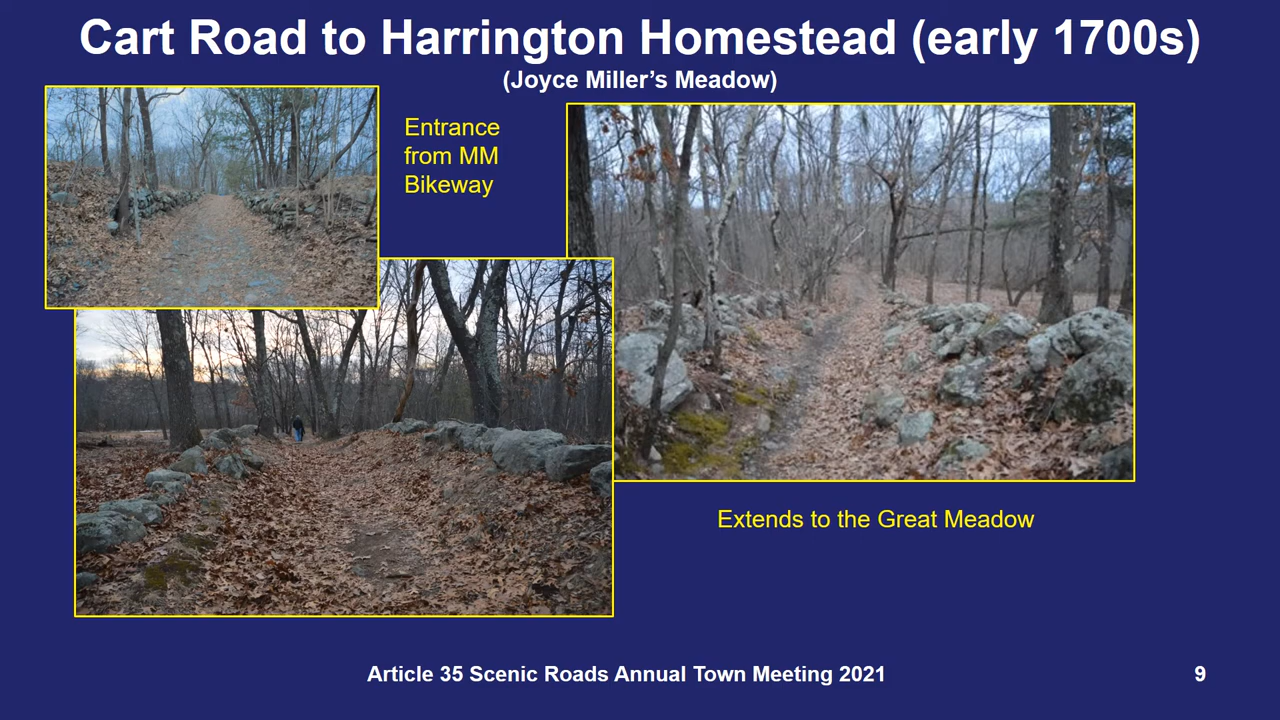 Cart Road to Harrington Homestead (early 1700s)
(Joyce Miller’s Meadow)
Entrance
from MM
Bikeway
Extends to the Great Meadow
Article 35 Scenic Roads Annual Town Meeting 2021
9